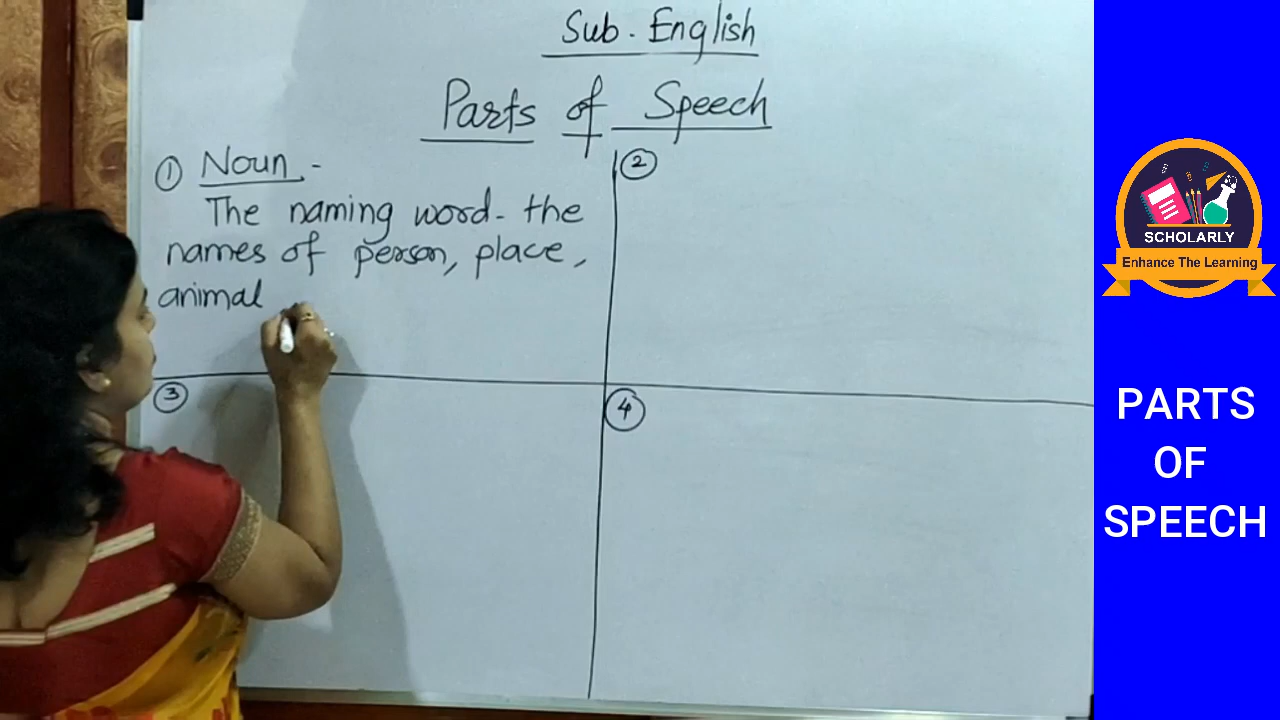 Sub. English
Parts of Speech
① Noun -
The naming word - the
names of person, place,
animal
②
③
④
SCHOLARLY
Enhance The Learning
PARTS
OF
SPEECH